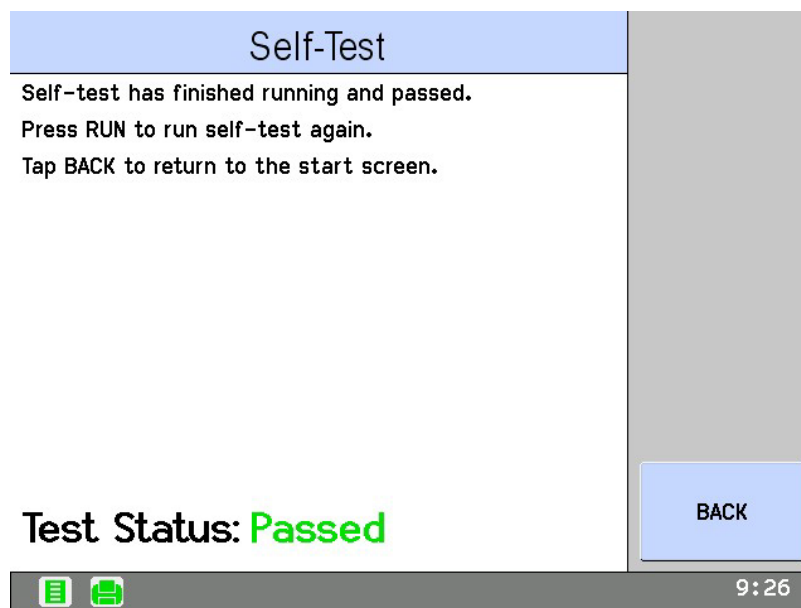 Self-Test
Self-test has finished running and passed.
Press RUN to run self-test again.
Tap BACK to return to the start screen.
Test Status: Passed
BACK
9:26